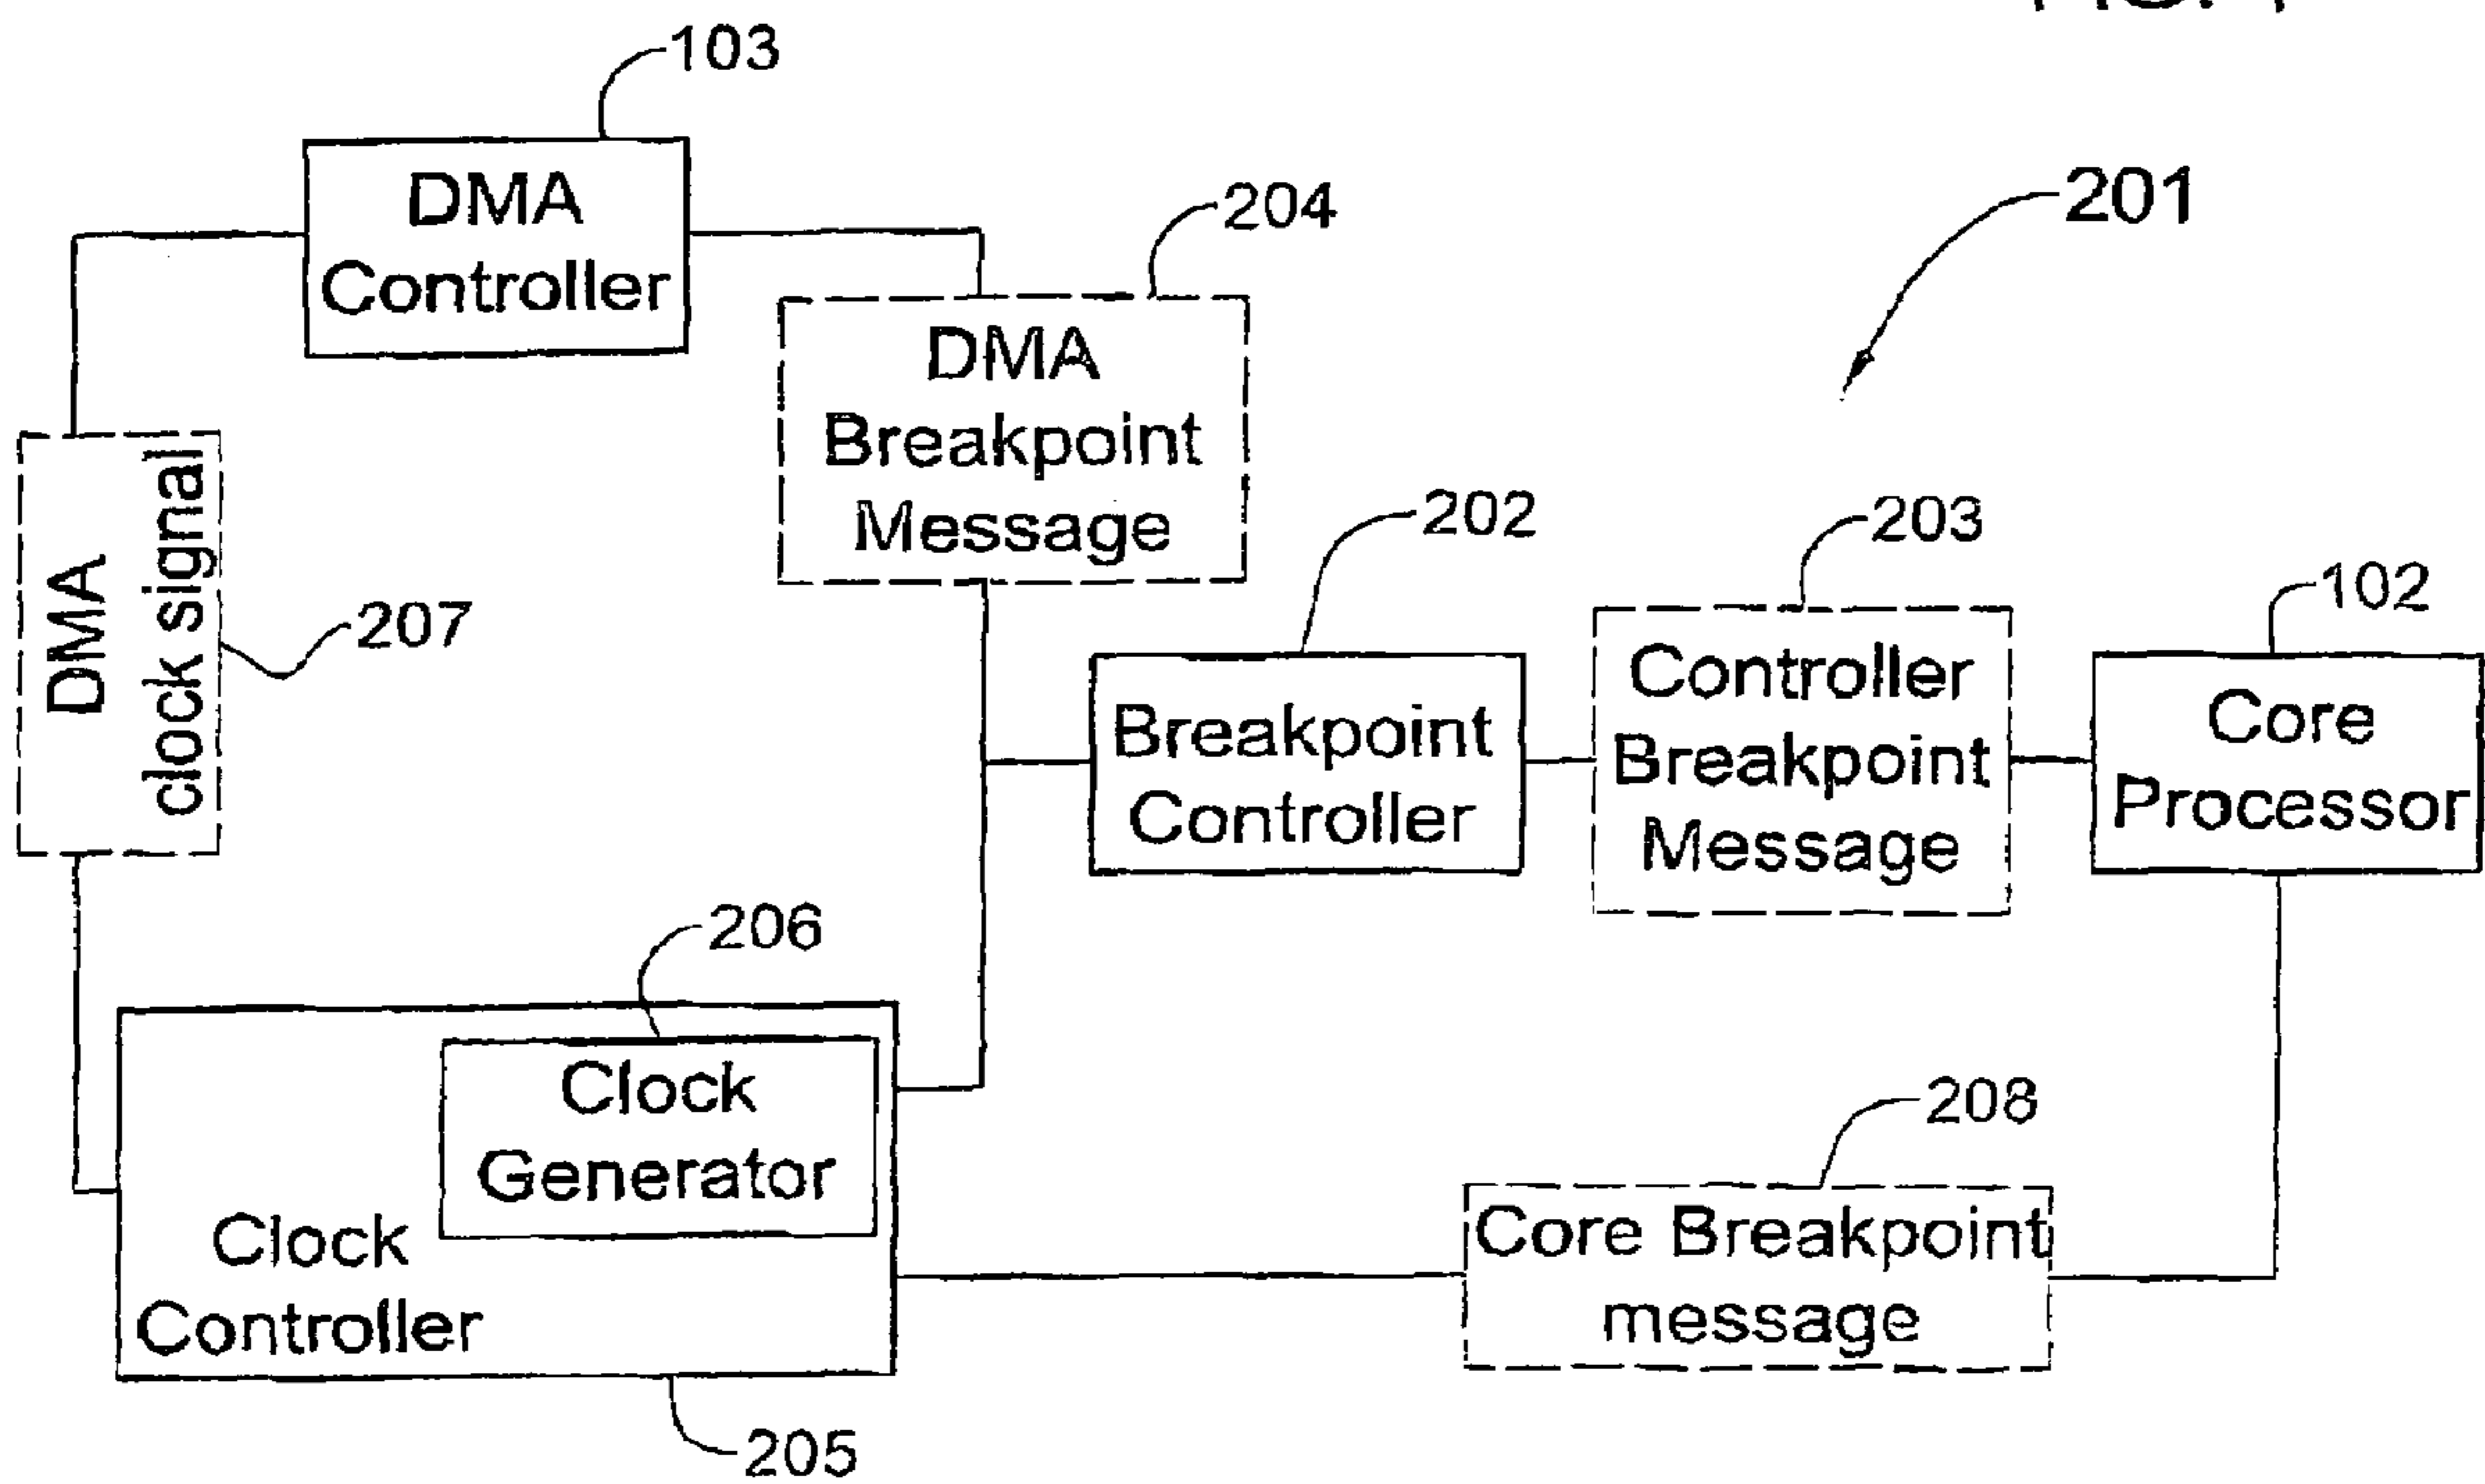 103
DMA
Controller
204
201
DMA
Breakpoint
Message
202
203
102
DMA
clock signal
207
Controller
Breakpoint
Message
Core
Processor
Breakpoint
Controller
206
Clock
Generator
208
Clock
Controller
Core Breakpoint
message
205